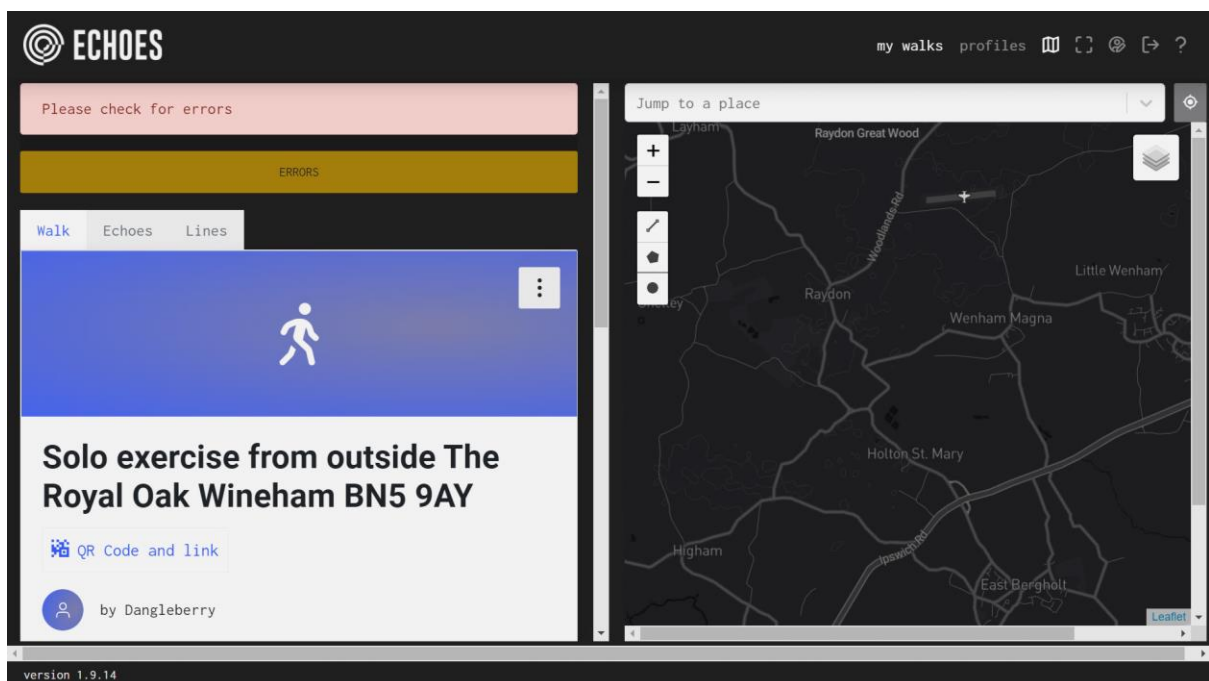 ECHOES
my walks profiles ?
Please check for errors
ERRORS
Walk Echoes Lines
Solo exercise from outside The
Royal Oak Wineham BN5 9AY
QR Code and link
by Dangleberry
Jump to a place
+
−
Layham
Raydon Great Wood
Woodlands Rd
Little Wenham
Raydon
Wenham Magna
Holton St. Mary
Higham
Ipswich Rd
East Bergholt
Leaflet
version 1.9.14